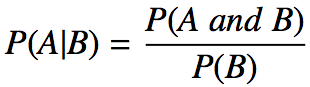 P(A|B) = P(A and B) / P(B)